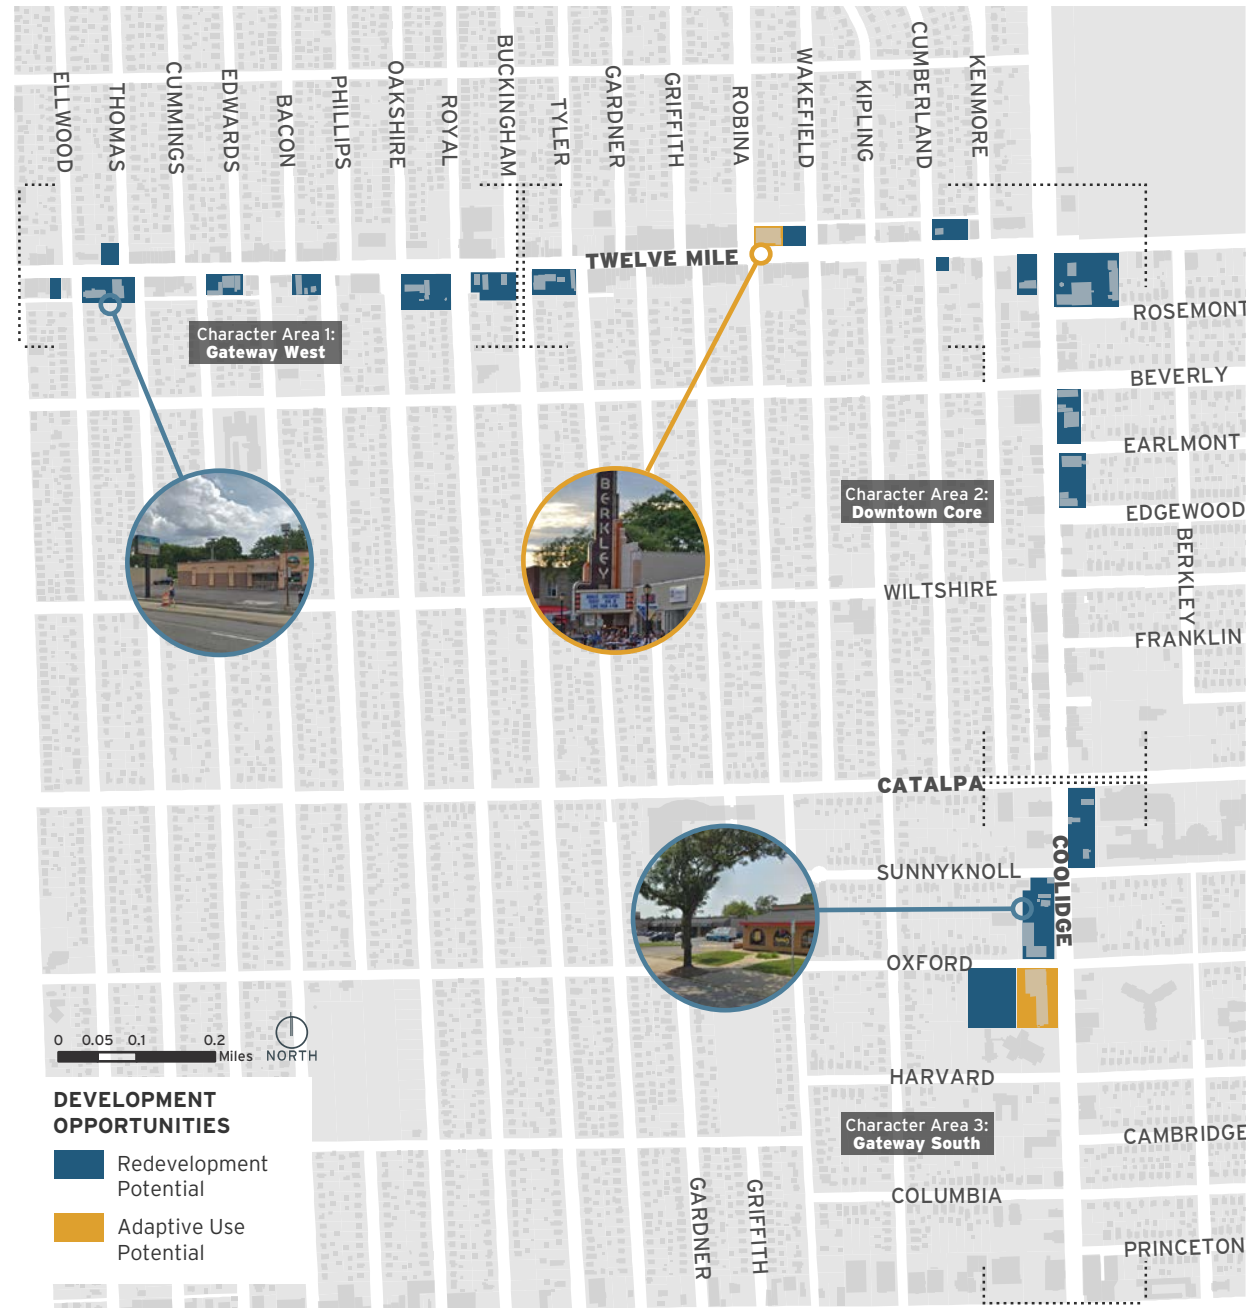 ELLWOOD
THOMAS
CUMMINGS
EDWARDS
BACON
PHILLIPS
OAKSHIRE
ROYAL
BUCKINGHAM
TYLER
GARDNER
GRIFFITH
ROBINA
WAKEFIELD
KIPLING
CUMBERLAND
KENMORE
TWELVE MILE
ROSEMONT
Character Area 1:
Gateway West
BEVERLY
EARLMONT
Character Area 2:
Downtown Core
EDGEWOOD
BERKLEY
BERKLEY
WILTSHIRE
FRANKLIN
CATALPA
COOLIDGE
SUNNYKNOLL
OXFORD
0 0.05 0.1 0.2
Miles
NORTH
HARVARD
DEVELOPMENT
OPPORTUNITIES
Redevelopment
Potential
Adaptive Use
Potential
Character Area 3:
Gateway South
CAMBRIDGE
GARDNER
GRIFFITH
COLUMBIA
PRINCETON